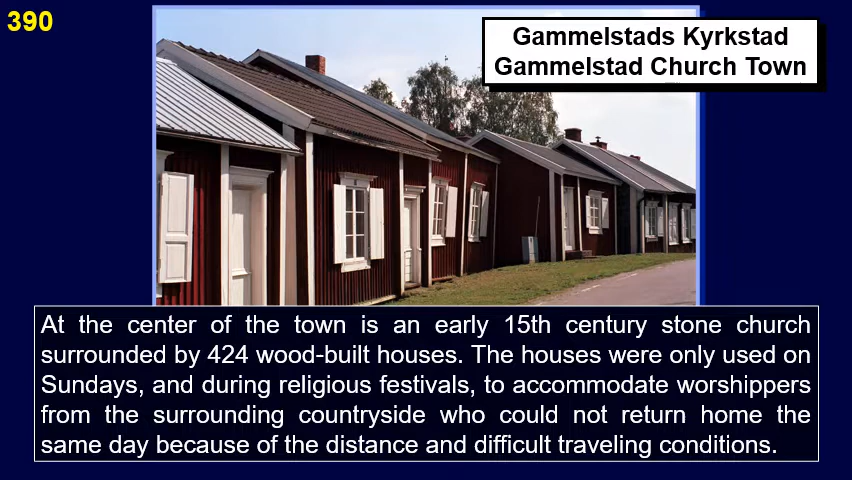 390
Gammelstads Kyrkstad
Gammelstad Church Town
At the center of the town is an early 15th century stone church
surrounded by 424 wood-built houses. The houses were only used on
Sundays, and during religious festivals, to accommodate worshippers
from the surrounding countryside who could not return home the
same day because of the distance and difficult traveling conditions.